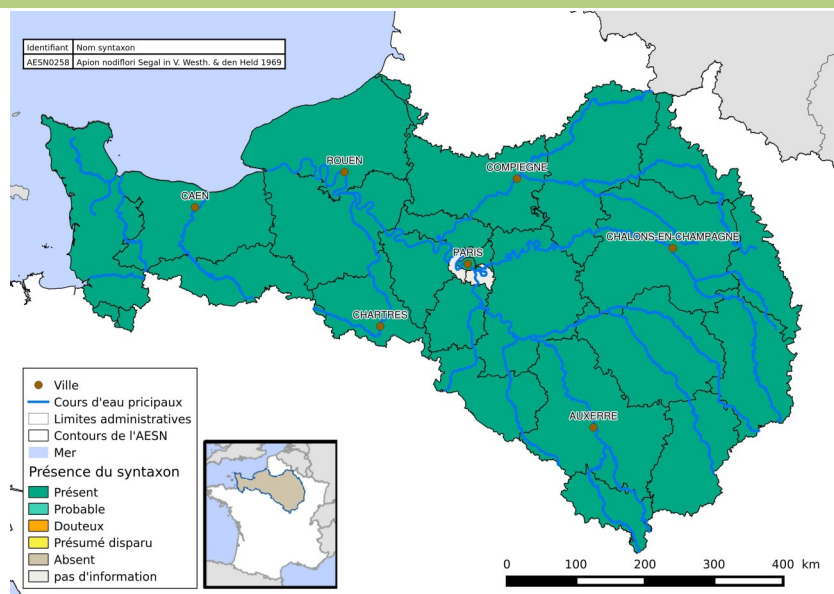 Identifiant Nom syntaxon
AESN0258 Apion nodiflori Segal in V. Westh. & den Held 1969
ROUEN
COMPIEGNE
CAEN
CHALONS-EN-CHAMPAGNE
PARIS
CHARTRES
AUXERRE
Ville
Cours d'eau pricipaux
Limites administratives
Contours de l'AESN
Mer
Présence du syntaxon
Présent
Probable
Douteux
Présumé disparu
Absent
pas d'information
0 100 200 300 400 km